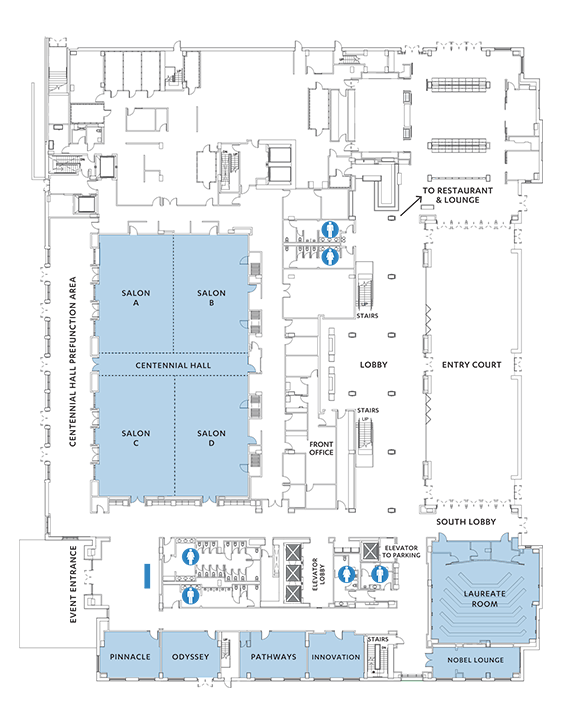 TO RESTAURANT
& LOUNGE
SALON
A
SALON
B
CENTENNIAL HALL PREFUNCTION AREA
STAIRS
CENTENNIAL HALL
LOBBY
ENTRY COURT
STAIRS
UP
SALON
C
SALON
D
FRONT
OFFICE
SOUTH LOBBY
EVENT ENTRANCE
ELEVATOR
LOBBY
ELEVATOR
TO PARKING
LAUREATE
ROOM
PINNACLE
ODYSSEY
PATHWAYS
INNOVATION
STAIRS
NOBEL LOUNGE